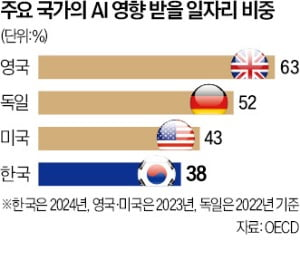 주요 국가의 AI 영향 받을 일자리 비중
(단위:%)
영국 63
독일 52
미국 43
한국 38
※한국은 2024년, 영국·미국은 2023년, 독일은 2022년 기준
자료:OECD